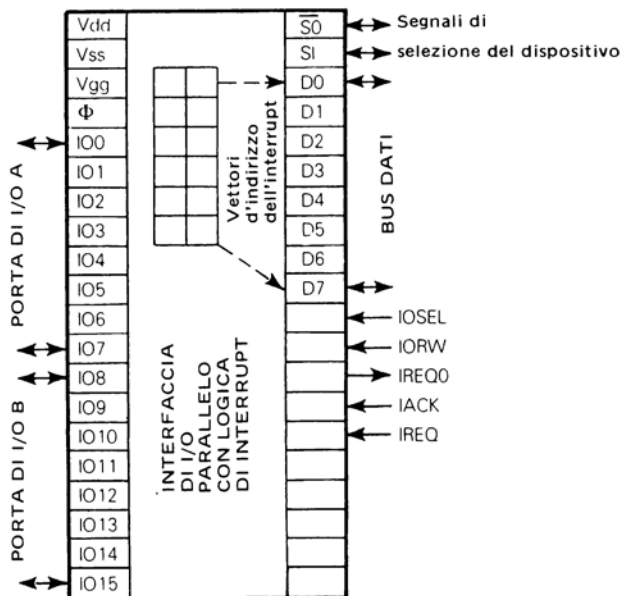 Vdd
Vss
Vgg
Φ
IO0
IO1
IO2
IO3
IO4
IO5
IO6
IO7
IO8
IO9
IO10
IO11
IO12
IO13
IO14
IO15
PORTA DI I/O A
PORTA DI I/O B
Vettori
d'indirizzo
dell'interrupt
INTERFACCIA
DI I/O
PARALLELO
CON LOGICA
DI INTERRUPT
S0
SI
D0
D1
D2
D3
D4
D5
D6
D7
Segnali di
selezione del dispositivo
BUS DATI
IOSEL
IORW
IREQ0
IACK
IREQ